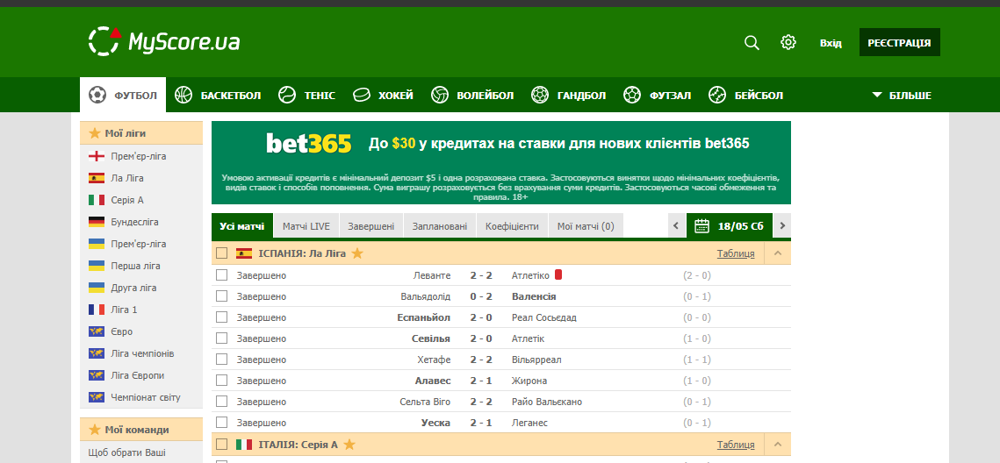 MyScore.ua
Вхід
РЕЄСТРАЦІЯ
ФУТБОЛ
БАСКЕТБОЛ
ТЕНІС
ХОКЕЙ
ВОЛЕЙБОЛ
ГАНДБОЛ
ФУТЗАЛ
БЕЙСБОЛ
БІЛЬШЕ
Мої ліги
Прем'єр-ліга
Ла Ліга
Серія А
Бундесліга
Прем'єр-ліга
Перша ліга
Друга ліга
Ліга 1
Євро
Ліга чемпіонів
Ліга Європи
Чемпіонат світу
Мої команди
Щоб обрати Ваші
bet365 До $30 у кредитах на ставки для нових клієнтів bet365
Умовою активації кредитів є мінімальний депозит $5 і одна розрахована ставка. Застосовуються винятки щодо мінімальних коефіцієнтів,
видів ставок і способів поповнення. Сума виграшу розраховується без врахування суми кредитів. Застосовуються часові обмеження та
правила. 18+
Усі матчі Матчі LIVE Завершені Заплановані Коефіцієнти Мої матчі (0) 18/05 Сб
ІСПАНІЯ: Ла Ліга Таблиця
Завершено Леванте 2 - 2 Атлетіко (2 - 0)
Завершено Вальядолід 0 - 2 Валенсія (0 - 1)
Завершено Еспаньйол 2 - 0 Реал Сосьєдад (0 - 0)
Завершено Севілья 2 - 0 Атлетік (1 - 0)
Завершено Хетафе 2 - 2 Вільярреал (1 - 1)
Завершено Алавес 2 - 1 Жирона (1 - 0)
Завершено Сельта Віго 2 - 2 Райо Вальєкано (0 - 1)
Завершено Уеска 2 - 1 Леганес (0 - 1)
ІТАЛІЯ: Серія А Таблиця